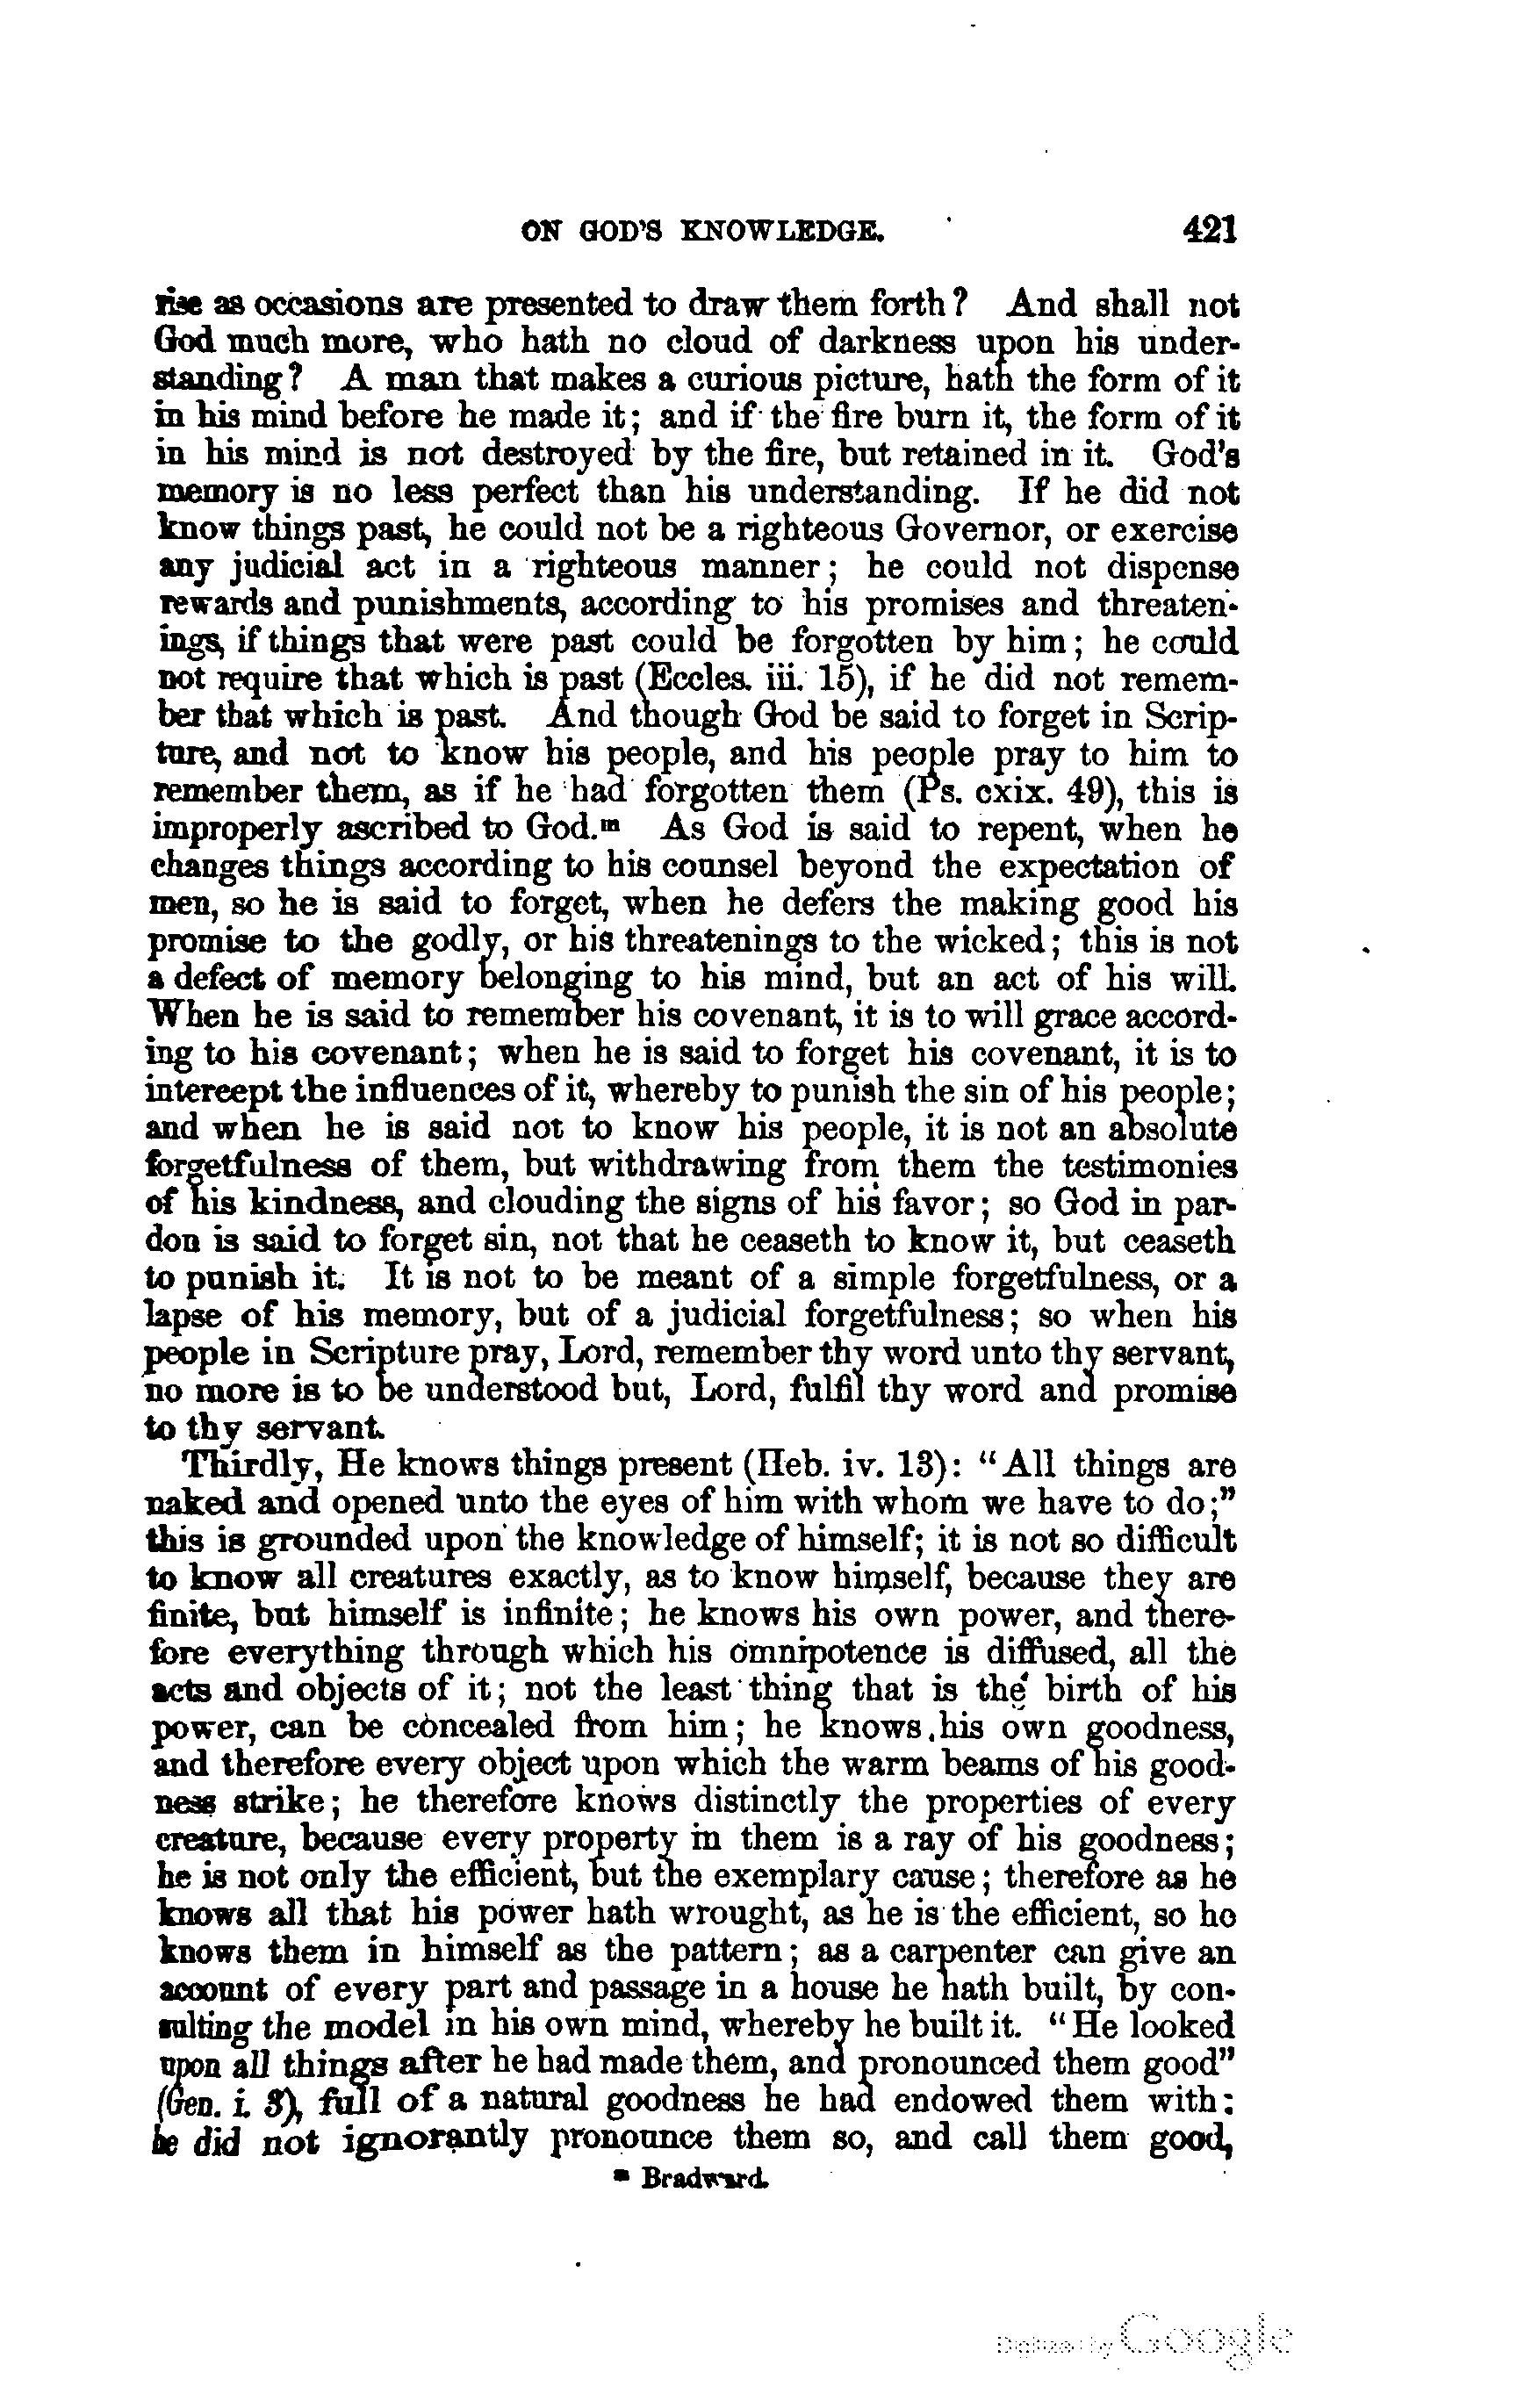 ON GOD'S KNOWLEDGE. 421
rise as occasions are presented to draw them forth? And shall not
God much more, who hath no cloud of darkness upon his under-
standing? A man that makes a curious picture, hath the form of it
in his mind before he made it; and if the fire burn it, the form of it
in his mind is not destroyed by the fire, but retained in it. God's
memory is no less perfect than his understanding. If he did not
know things past, he could not be a righteous Governor, or exercise
any judicial act in a righteous manner; he could not dispense
rewards and punishments, according to his promises and threaten-
ings, if things that were past could be forgotten by him; he could
not require that which is past (Eccles. iii. 15), if he did not remem-
ber that which is past. And though God be said to forget in Scrip-
ture, and not to know his people, and his people pray to him to
remember them, as if he had forgotten them (Ps. cxix. 49), this is
improperly ascribed to God.m As God is said to repent, when he
changes things according to his counsel beyond the expectation of
men, so he is said to forget, when he defers the making good his
promise to the godly, or his threatenings to the wicked; this is not
a defect of memory belonging to his mind, but an act of his will.
When he is said to remember his covenant, it is to will grace accord-
ing to his covenant; when he is said to forget his covenant, it is to
intercept the influences of it, whereby to punish the sin of his people;
and when he is said not to know his people, it is not an absolute
forgetfulness of them, but withdrawing from them the testimonies
of his kindness, and clouding the signs of his favor; so God in par-
don is said to forget sin, not that he ceaseth to know it, but ceaseth
to punish it. It is not to be meant of a simple forgetfulness, or a
lapse of his memory, but of a judicial forgetfulness; so when his
people in Scripture pray, Lord, remember thy word unto thy servant,
no more is to be understood but, Lord, fulfil thy word and promise
to thy servant.
Thirdly, He knows things present (Heb. iv. 13): "All things are
naked and opened unto the eyes of him with whom we have to do;"
this is grounded upon the knowledge of himself; it is not so difficult
to know all creatures exactly, as to know himself, because they are
finite, but himself is infinite; he knows his own power, and there-
fore everything through which his omnipotence is diffused, all the
acts and objects of it; not the least thing that is the birth of his
power, can be concealed from him; he knows his own goodness,
and therefore every object upon which the warm beams of his good-
ness strike; he therefore knows distinctly the properties of every
creature, because every property in them is a ray of his goodness;
he is not only the efficient, but the exemplary cause; therefore as he
knows all that his power hath wrought, as he is the efficient, so he
knows them in himself as the pattern; as a carpenter can give an
account of every part and passage in a house he hath built, by con-
sulting the model in his own mind, whereby he built it. "He looked
upon all things after he had made them, and pronounced them good"
(Gen. i. 3), full of a natural goodness he had endowed them with:
he did not ignorantly pronounce them so, and call them good,
m Bradward.
Digitized by Google